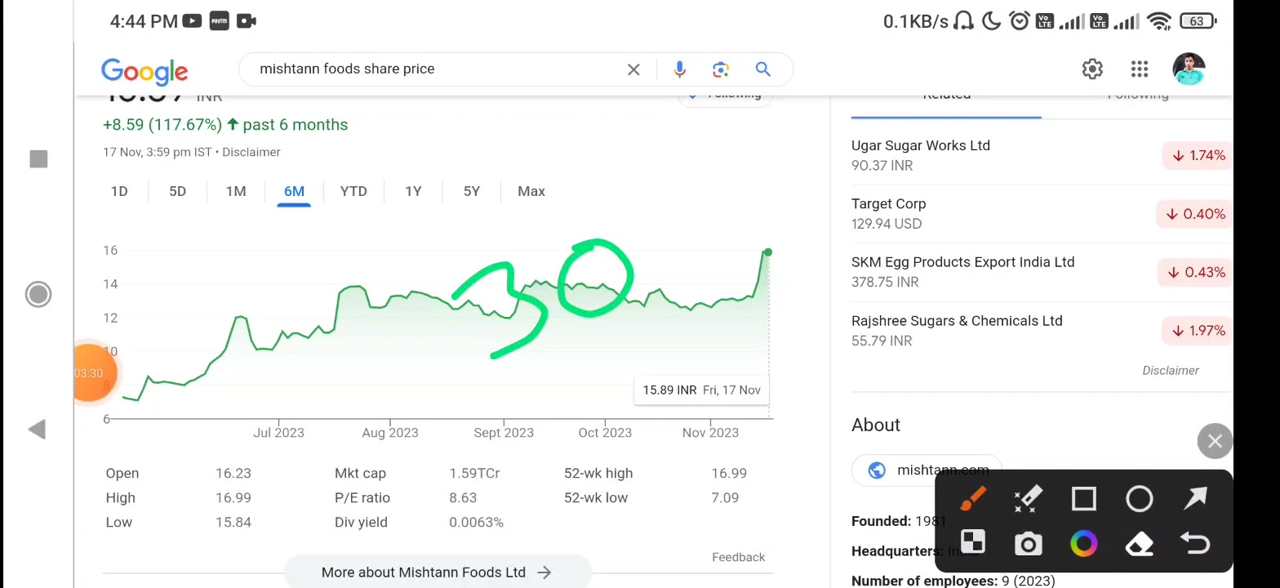 4:44 PM
0.1KB/s
63
Google
mishtann foods share price
INR
Following
+8.59 (117.67%) ↑ past 6 months
17 Nov, 3:59 pm IST • Disclaimer
1D 5D 1M 6M YTD 1Y 5Y Max
16
14
12
10
8
6
30
03:30
15.89 INR Fri, 17 Nov
Jul 2023 Aug 2023 Sept 2023 Oct 2023 Nov 2023
Open 16.23 Mkt cap 1.59TCr 52-wk high 16.99
High 16.99 P/E ratio 8.63 52-wk low 7.09
Low 15.84 Div yield 0.0063%
Feedback
More about Mishtann Foods Ltd →
Related Following
Ugar Sugar Works Ltd
90.37 INR
↓ 1.74%
Target Corp
129.94 USD
↓ 0.40%
SKM Egg Products Export India Ltd
378.75 INR
↓ 0.43%
Rajshree Sugars & Chemicals Ltd
55.79 INR
↓ 1.97%
Disclaimer
About
mishtann.com
Founded: 1981
Headquarters:
Number of employees: 9 (2023)